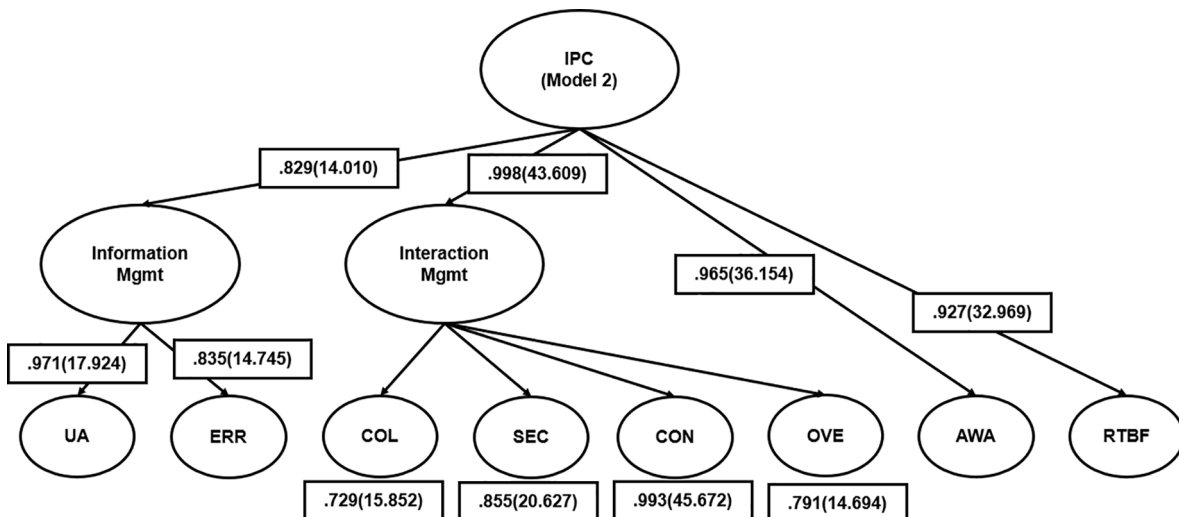 IPC
(Model 2)
.829(14.010)
.998(43.609)
Information
Mgmt
Interaction
Mgmt
.965(36.154)
.927(32.969)
.971(17.924)
.835(14.745)
UA
ERR
COL
SEC
CON
OVE
AWA
RTBF
.729(15.852)
.855(20.627)
.993(45.672)
.791(14.694)